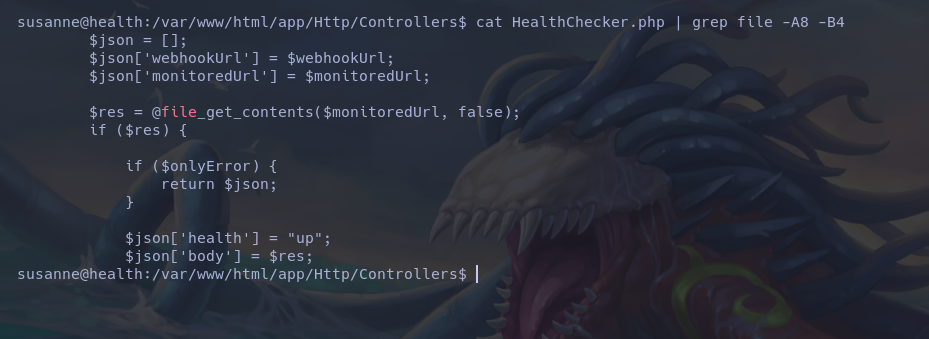 susanne@health:/var/www/html/app/Http/Controllers$ cat HealthChecker.php | grep file -A8 -B4
        $json = [];
        $json['webhookUrl'] = $webhookUrl;
        $json['monitoredUrl'] = $monitoredUrl;

        $res = @file_get_contents($monitoredUrl, false);
        if ($res) {

            if ($onlyError) {
                return $json;
            }

            $json['health'] = "up";
            $json['body'] = $res;
susanne@health:/var/www/html/app/Http/Controllers$